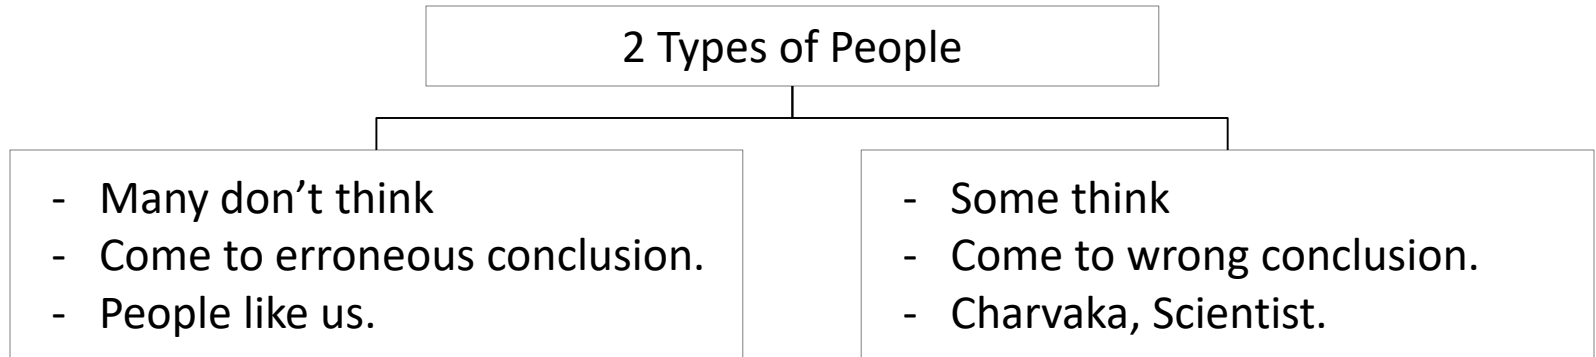 2 Types of People
- Many don’t think
- Come to erroneous conclusion.
- People like us.
- Some think
- Come to wrong conclusion.
- Charvaka, Scientist.